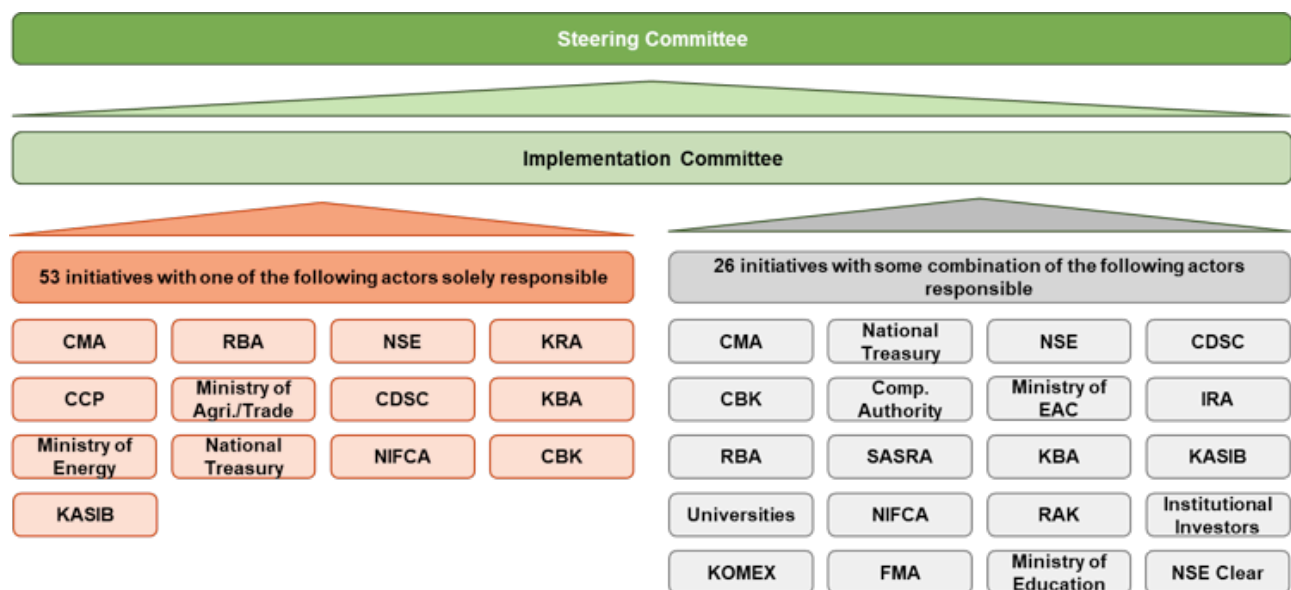 Steering Committee
Implementation Committee
53 initiatives with one of the following actors solely responsible
CMA
RBA
NSE
KRA
CCP
Ministry of
Agri./Trade
CDSC
KBA
Ministry of
Energy
National
Treasury
NIFCA
CBK
KASIB
26 initiatives with some combination of the following actors
responsible
CMA
National
Treasury
NSE
CDSC
CBK
Comp.
Authority
Ministry of
EAC
IRA
RBA
SASRA
KBA
KASIB
Universities
NIFCA
RAK
Institutional
Investors
KOMEX
FMA
Ministry of
Education
NSE Clear